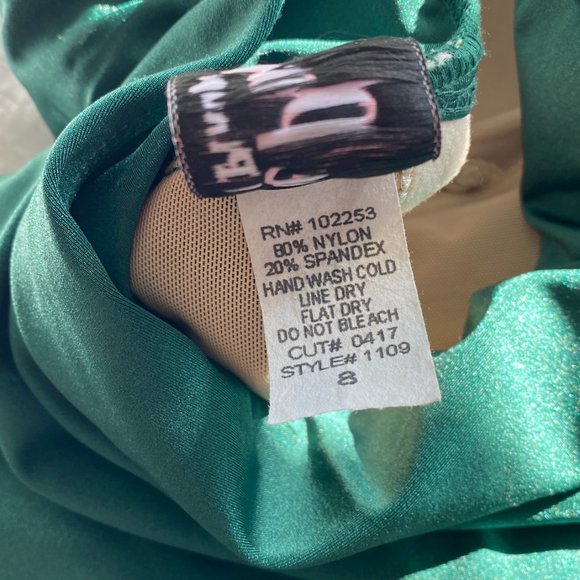 RN# 102253
80% NYLON
20% SPANDEX
HAND WASH COLD
LINE DRY
FLAT DRY
DO NOT BLEACH
CUT# 0417
STYLE# 1109
8